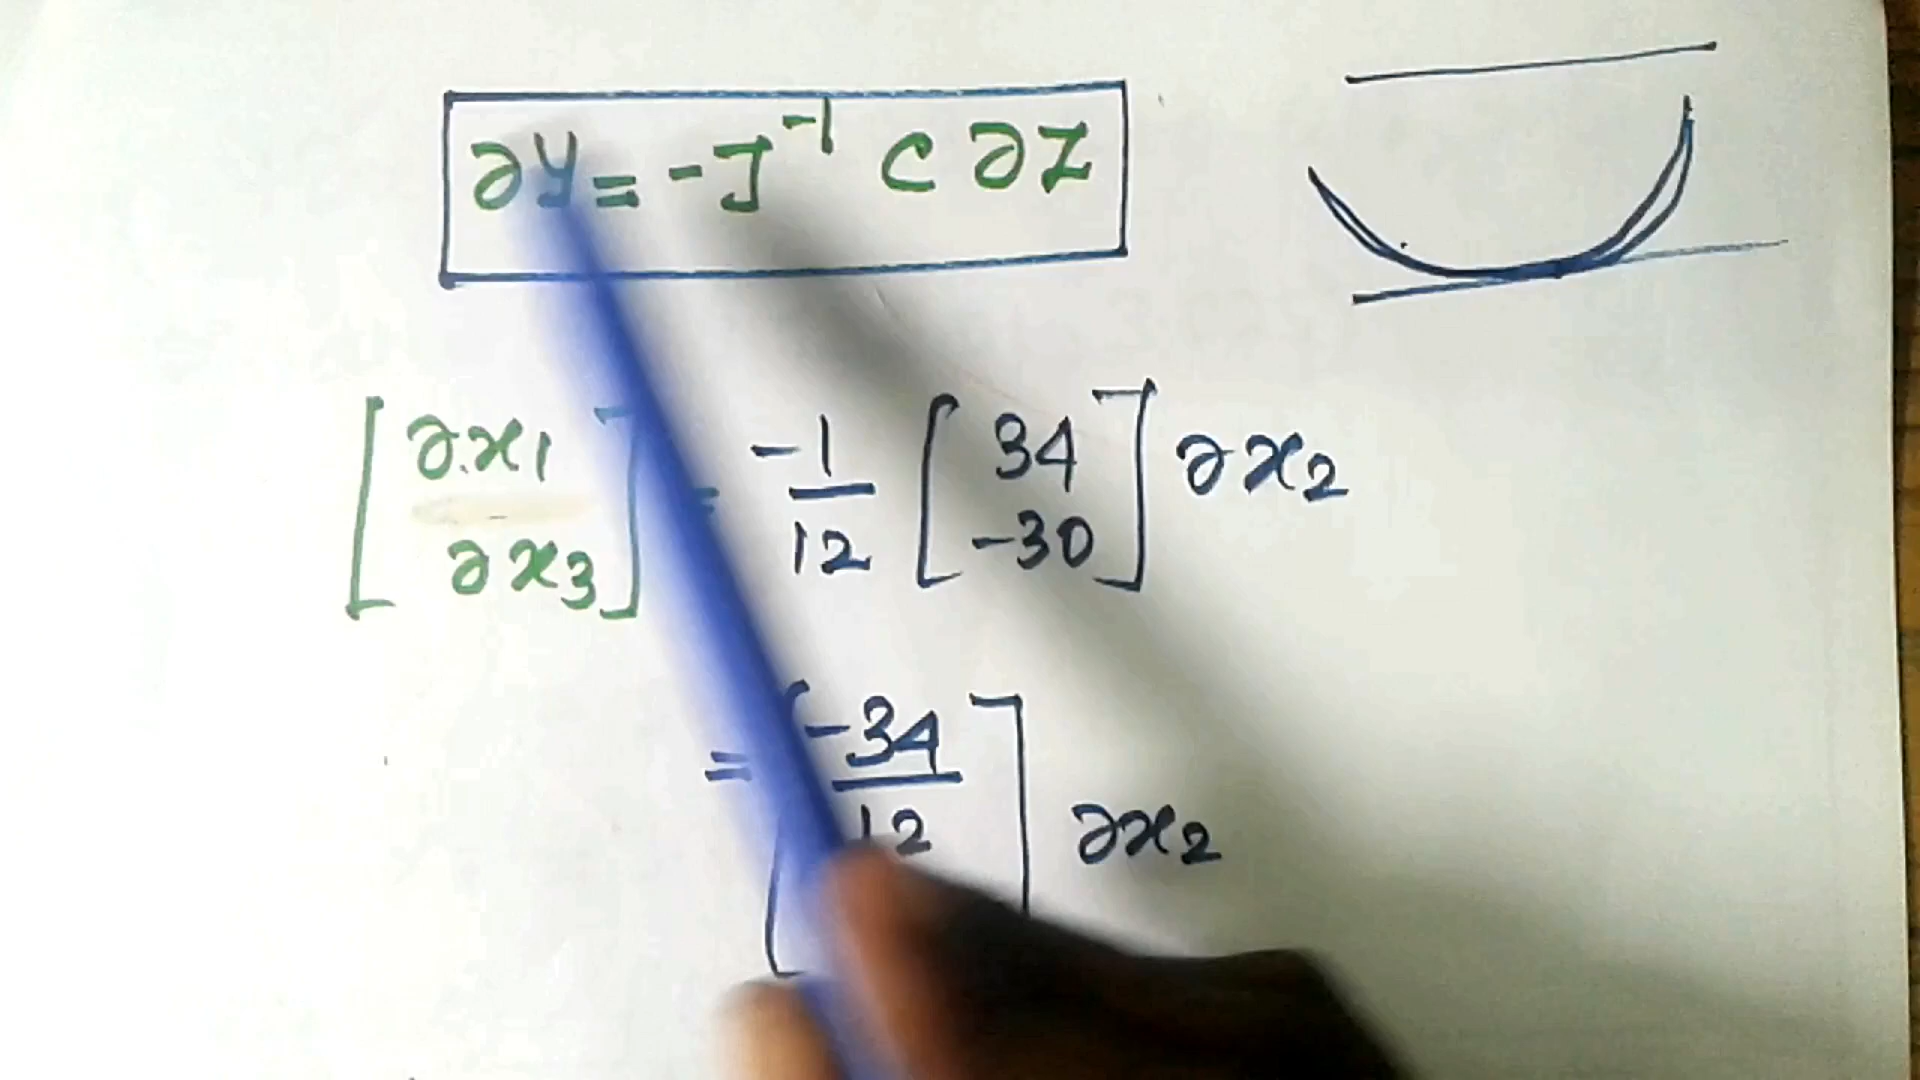 ∂Y = -J⁻¹ C ∂Z
[∂x₁ ∂x₃] = -1/12 [34 -30] ∂x₂
= [-34/12 ] ∂x₂